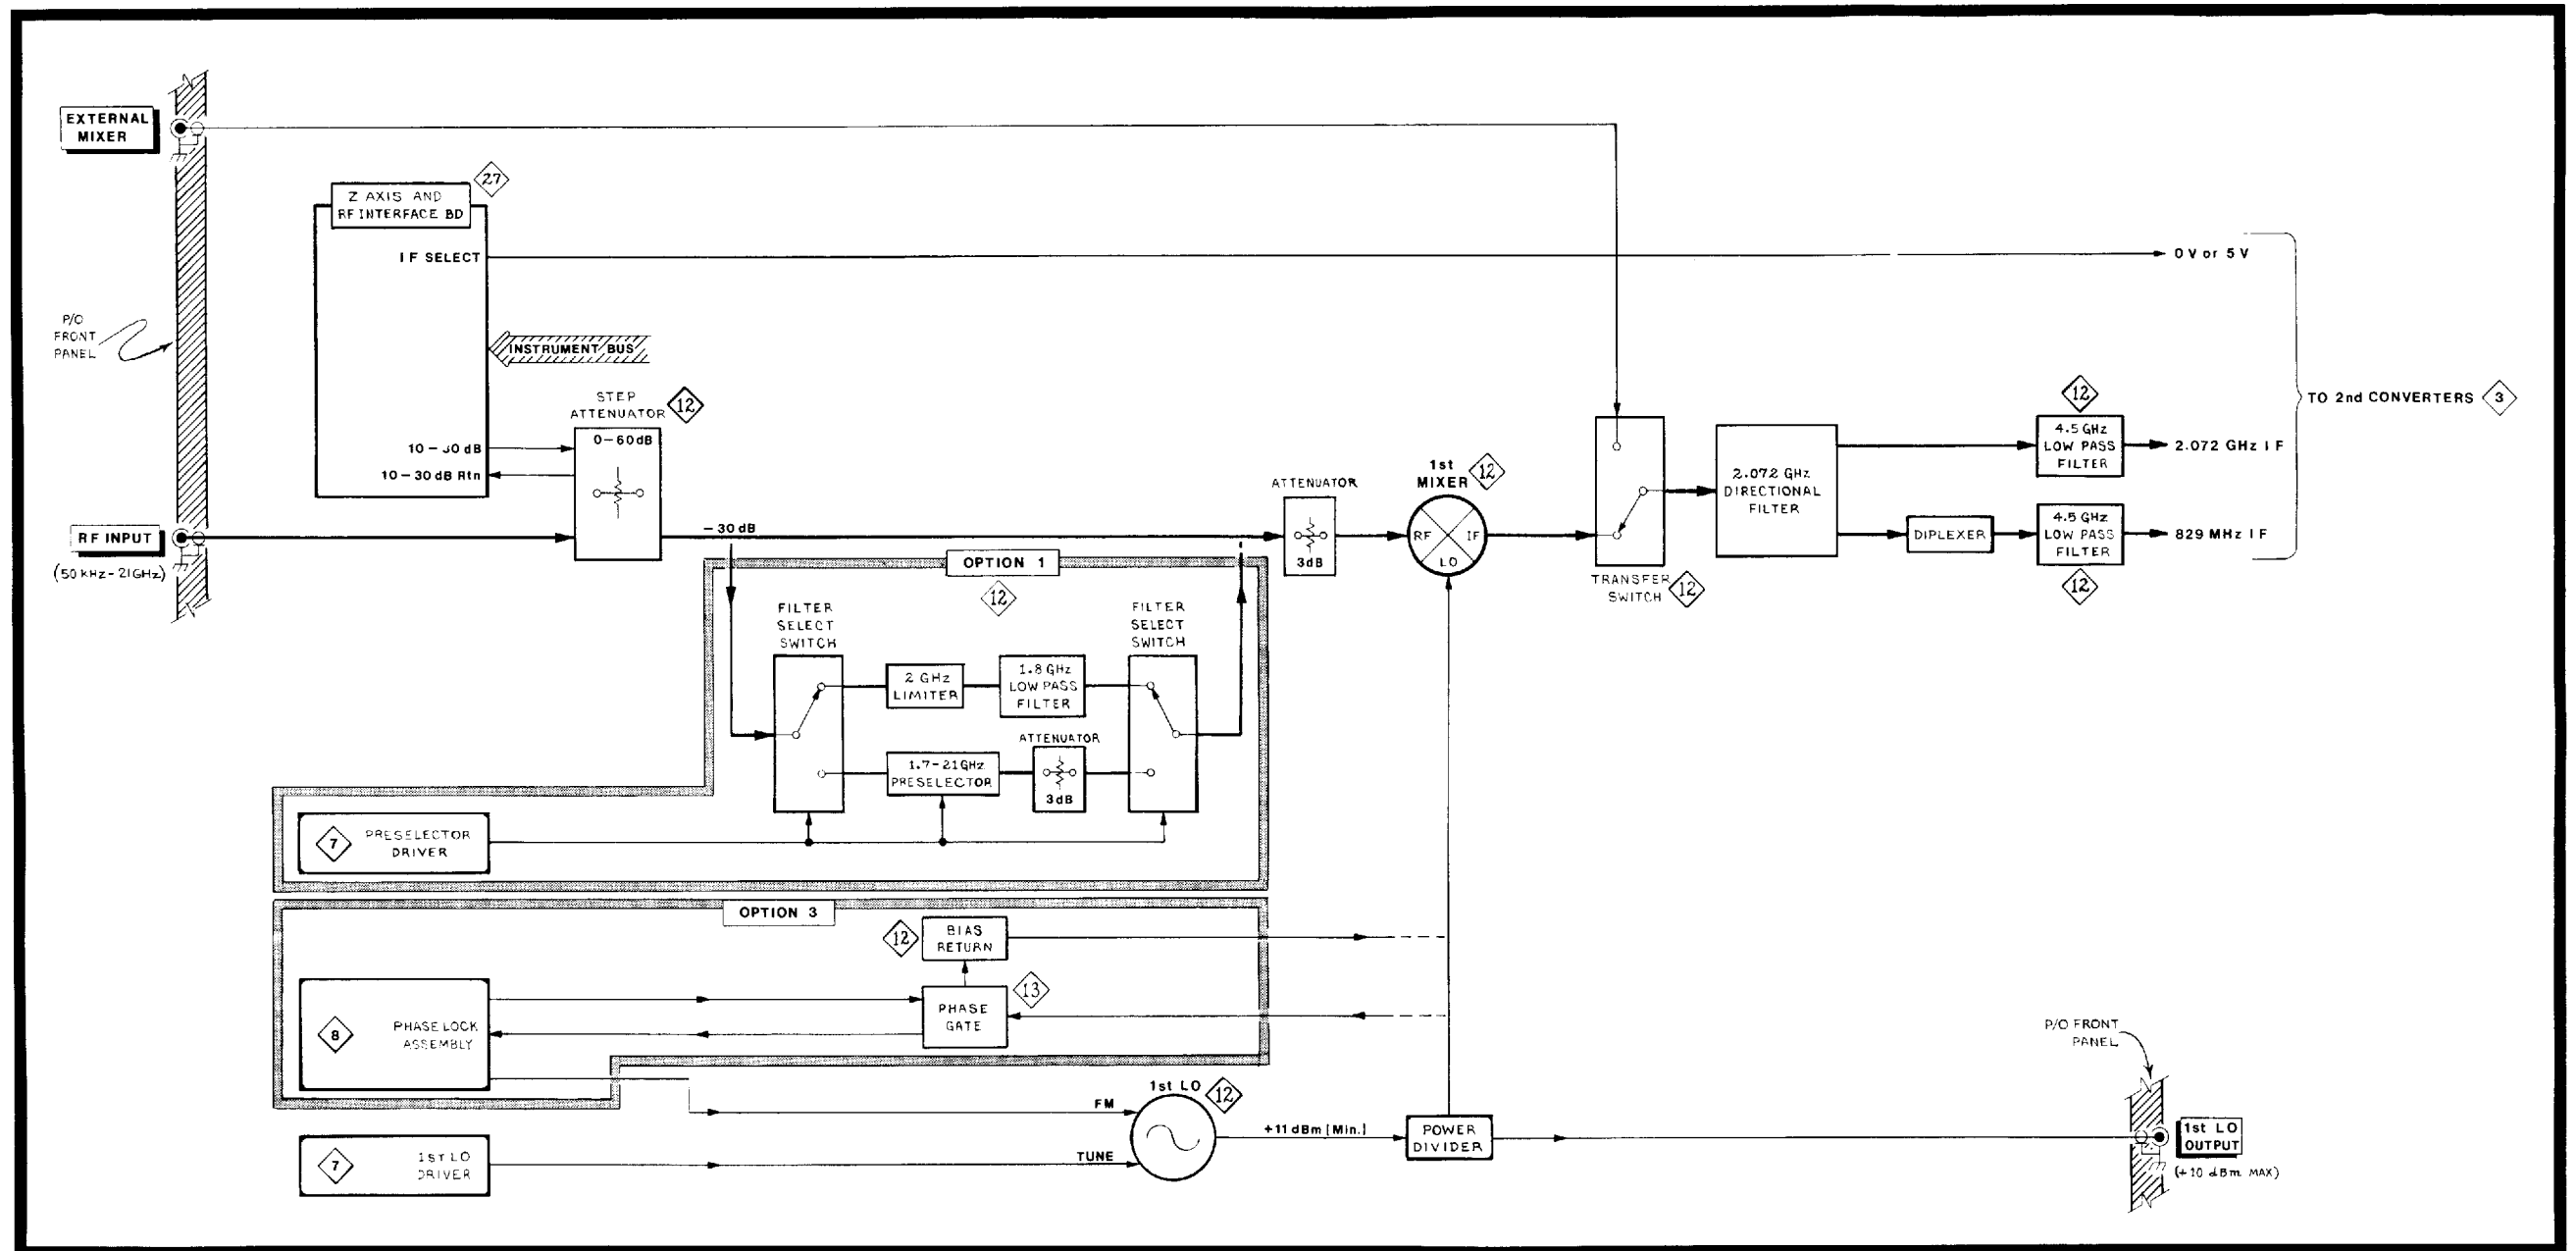 EXTERNAL
MIXER
27
Z AXIS AND
RF INTERFACE BD
IF SELECT
0 V or 5 V
P/O
FRONT
PANEL
INSTRUMENT BUS
STEP
ATTENUATOR
12
0-60dB
10-30 dB
10-30 dB Rtn
RF INPUT
(50 kHz-21GHz)
-30 dB
ATTENUATOR
3dB
1st
MIXER
12
RF
IF
LO
TRANSFER
SWITCH
12
2.072 GHz
DIRECTIONAL
FILTER
12
4.5 GHz
LOW PASS
FILTER
2.072 GHz IF
DIPLEXER
4.5 GHz
LOW PASS
FILTER
12
829 MHz IF
TO 2nd CONVERTERS
3
OPTION 1
12
FILTER
SELECT
SWITCH
2 GHz
LIMITER
1.8 GHz
LOW PASS
FILTER
FILTER
SELECT
SWITCH
1.7-21GHz
PRESELECTOR
ATTENUATOR
3dB
7
PRESELECTOR
DRIVER
OPTION 3
12
BIAS
RETURN
13
PHASE
GATE
8
PHASE LOCK
ASSEMBLY
7
1ST LO
DRIVER
FM
TUNE
1st LO
12
+11 dBm [Min.]
POWER
DIVIDER
P/O FRONT
PANEL
1st LO
OUTPUT
(+10 dBm MAX)